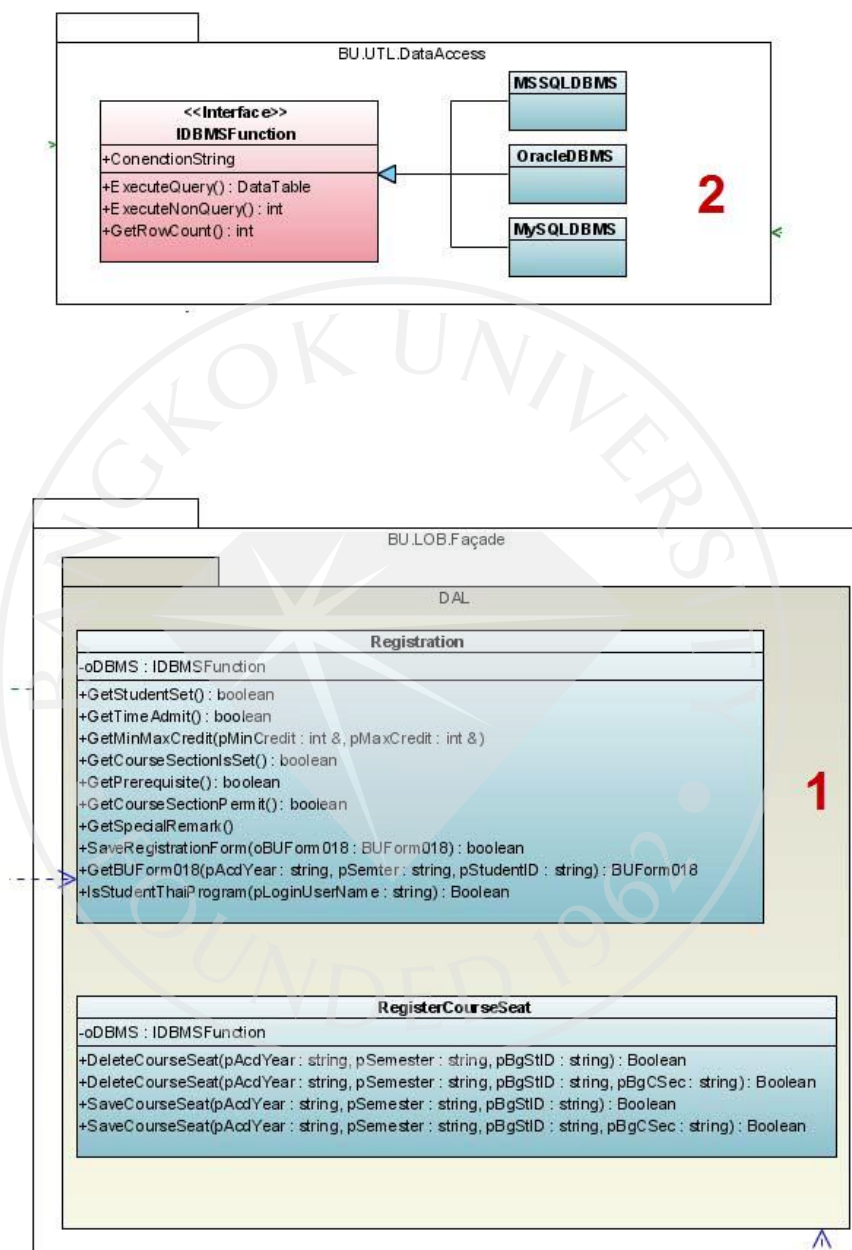 BU.UTL.DataAccess
<<Interface>>
IDBMSFunction
+ConenctionString
+ExecuteQuery() : DataTable
+ExecuteNonQuery() : int
+GetRowCount() : int
MSSQLDBMS
OracleDBMS
MySQLDBMS
2
BANGKOK UNIVERSITY
FOUNDED 1962
BU.LOB.Façade
DAL
Registration
-oDBMS : IDBMSFunction
+GetStudentSet() : boolean
+GetTimeAdmit() : boolean
+GetMinMaxCredit(pMinCredit : int &, pMaxCredit : int &)
+GetCourseSectionIsSet() : boolean
+GetPrerequisite() : boolean
+GetCourseSectionPermit() : boolean
+GetSpecialRemark()
+SaveRegistrationForm(oBUForm018 : BUForm018) : boolean
+GetBUForm018(pAcdYear : string, pSemter : string, pStudentID : string) : BUForm018
+IsStudentThaiProgram(pLoginUserName : string) : Boolean
1
RegisterCourseSeat
-oDBMS : IDBMSFunction
+DeleteCourseSeat(pAcdYear : string, pSemester : string, pBgStID : string) : Boolean
+DeleteCourseSeat(pAcdYear : string, pSemester : string, pBgStID : string, pBgCSec : string) : Boolean
+SaveCourseSeat(pAcdYear : string, pSemester : string, pBgStID : string) : Boolean
+SaveCourseSeat(pAcdYear : string, pSemester : string, pBgStID : string, pBgCSec : string) : Boolean